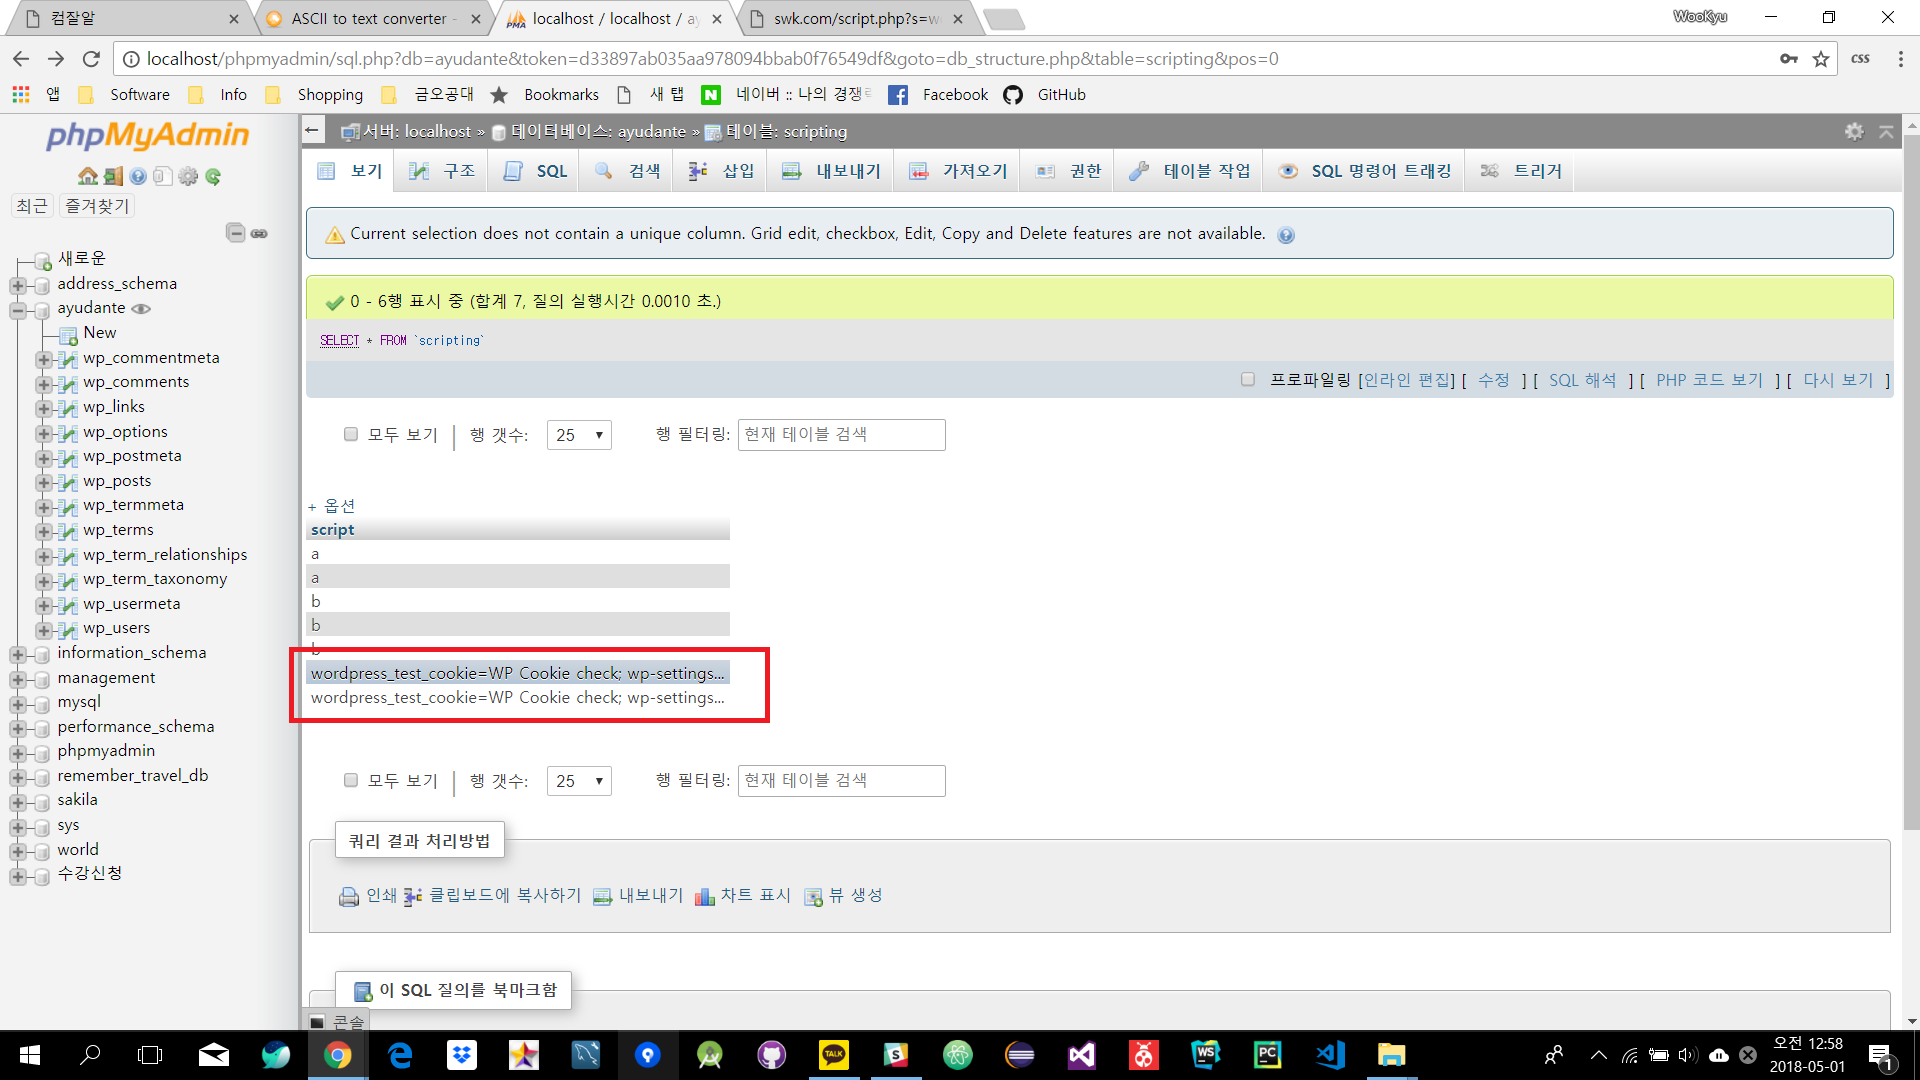 컴잘알
ASCII to text converter -
localhost / localhost / ay
swk.com/script.php?s=w
WooKyu
localhost/phpmyadmin/sql.php?db=ayudante&token=d33897ab035aa978094bbab0f76549df&goto=db_structure.php&table=scripting&pos=0
css
앱
Software
Info
Shopping
금오공대
Bookmarks
새 탭
네이버 :: 나의 경쟁
Facebook
GitHub
phpMyAdmin
최근
즐겨찾기
새로운
address_schema
ayudante
New
wp_commentmeta
wp_comments
wp_links
wp_options
wp_postmeta
wp_posts
wp_termmeta
wp_terms
wp_term_relationships
wp_term_taxonomy
wp_usermeta
wp_users
information_schema
management
mysql
performance_schema
phpmyadmin
remember_travel_db
sakila
sys
world
수강신청
서버: localhost » 데이터베이스: ayudante » 테이블: scripting
보기
구조
SQL
검색
삽입
내보내기
가져오기
권한
테이블 작업
SQL 명령어 트래킹
트리거
Current selection does not contain a unique column. Grid edit, checkbox, Edit, Copy and Delete features are not available.
0 - 6행 표시 중 (합계 7, 질의 실행시간 0.0010 초.)
SELECT * FROM `scripting`
프로파일링 [인라인 편집] [ 수정 ] [ SQL 해석 ] [ PHP 코드 보기 ] [ 다시 보기 ]
모두 보기
행 갯수:
25
행 필터링:
현재 테이블 검색
+ 옵션
script
a
a
b
b
b
wordpress_test_cookie=WP Cookie check; wp-settings...
wordpress_test_cookie=WP Cookie check; wp-settings...
모두 보기
행 갯수:
25
행 필터링:
현재 테이블 검색
쿼리 결과 처리방법
인쇄
클립보드에 복사하기
내보내기
차트 표시
뷰 생성
이 SQL 질의를 북마크함
콘솔
TALK
WS
PC
오전 12:58
2018-05-01
1